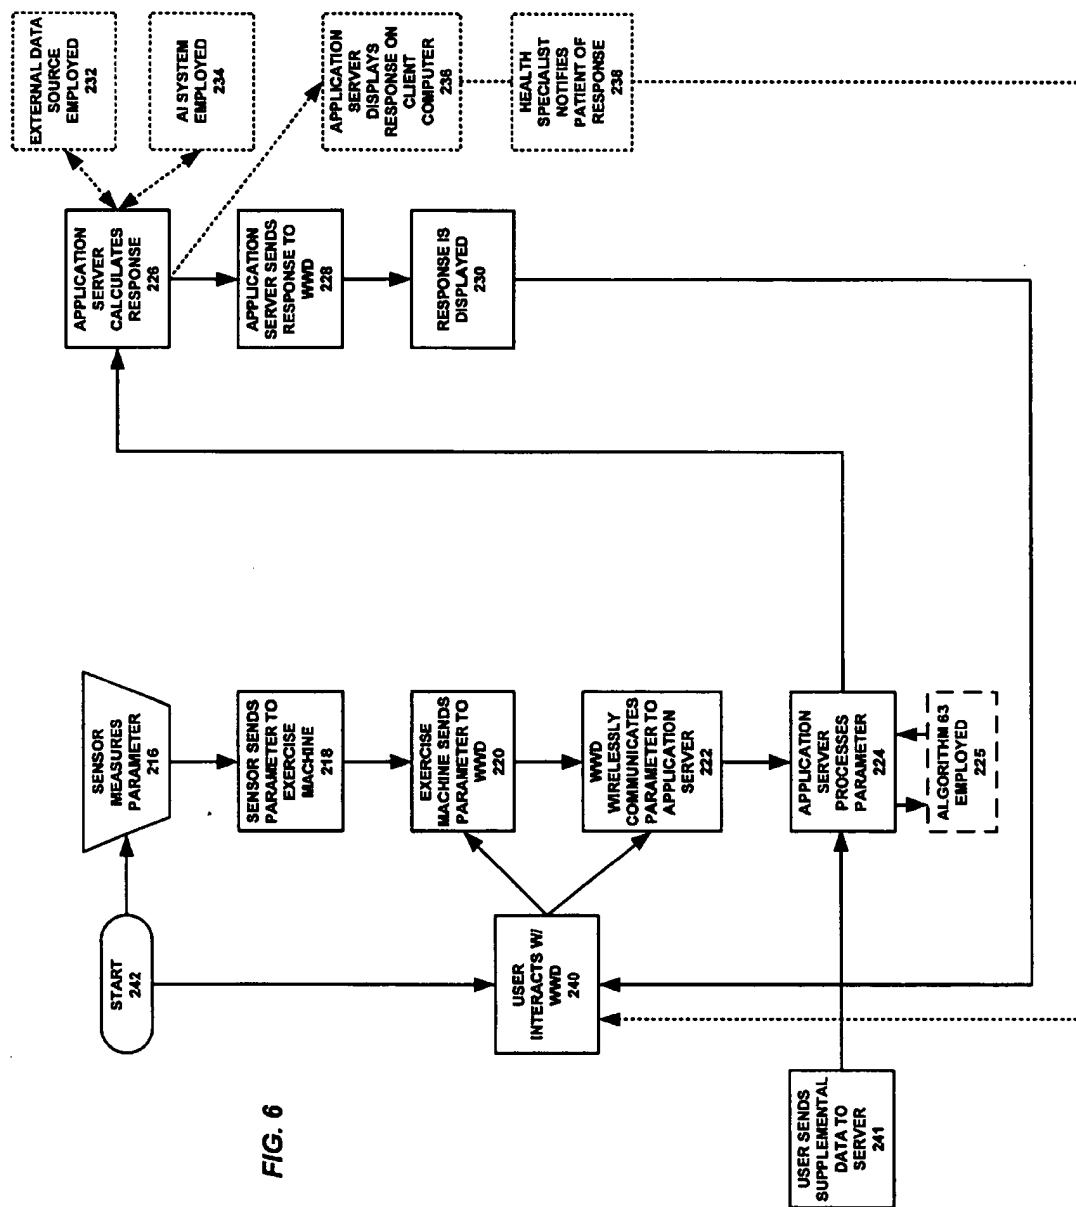 START
242
SENSOR
MEASURES
PARAMETER
216
SENSOR SENDS
PARAMETER TO
EXERCISE
MACHINE
218
EXERCISE
MACHINE SENDS
PARAMETER TO
WWD
220
WWD
WIRELESSLY
COMMUNICATES
PARAMETER TO
APPLICATION
SERVER
222
APPLICATION
SERVER
PROCESSES
PARAMETER
224
ALGORITHM 63
EMPLOYED
225
USER
INTERACTS W/
WWD
240
USER SENDS
SUPPLEMENTAL
DATA TO
SERVER
241
APPLICATION
SERVER
CALCULATES
RESPONSE
226
APPLICATION
SERVER SENDS
RESPONSE TO
WWD
228
RESPONSE IS
DISPLAYED
230
EXTERNAL DATA
SOURCE
EMPLOYED
232
AI SYSTEM
EMPLOYED
234
APPLICATION
SERVER
DISPLAYS
RESPONSE ON
CLIENT
COMPUTER
236
HEALTH
SPECIALIST
NOTIFIES
PATIENT OF
RESPONSE
238
FIG. 6